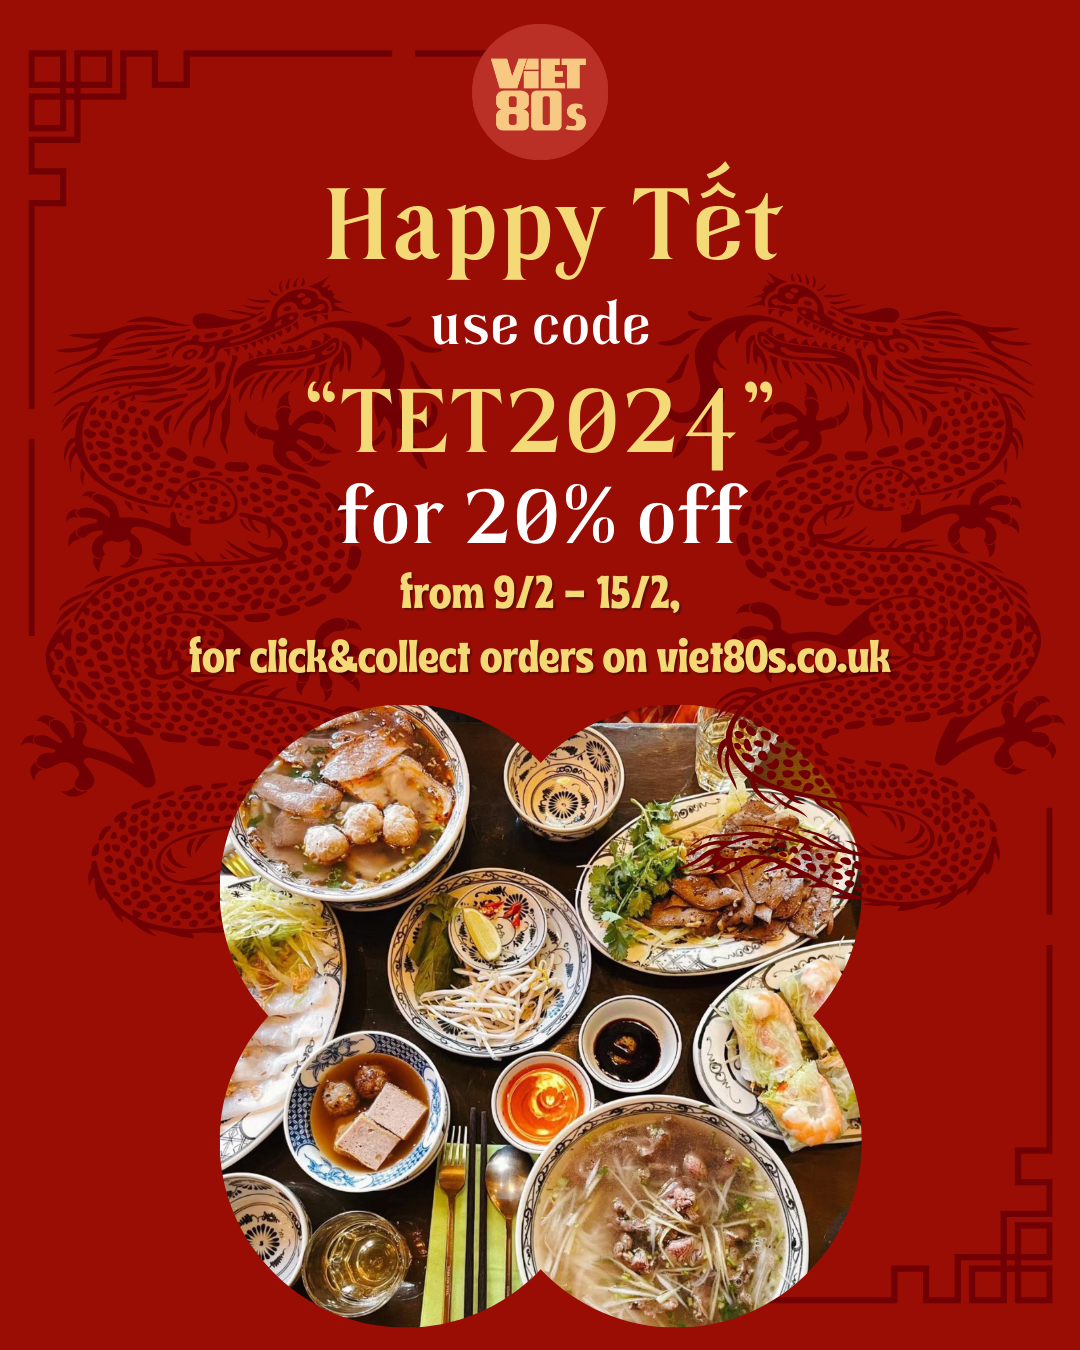 ViET
80s
Happy Tết
use code
“TET2024”
for 20% off
from 9/2 – 15/2,
for click&collect orders on viet80s.co.uk